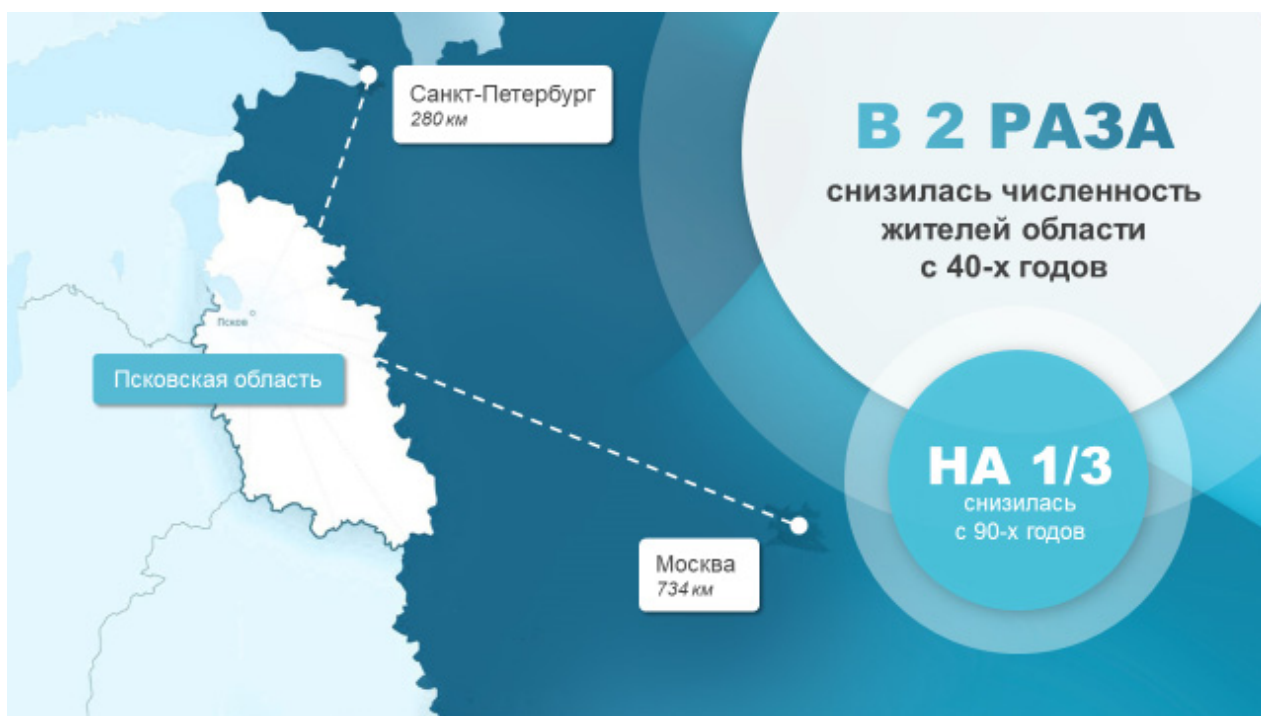 Санкт-Петербург
280 км
В 2 РАЗА
снизилась численность
жителей области
с 40-х годов
Псков
Псковская область
НА 1/3
снизилась
с 90-х годов
Москва
734 км